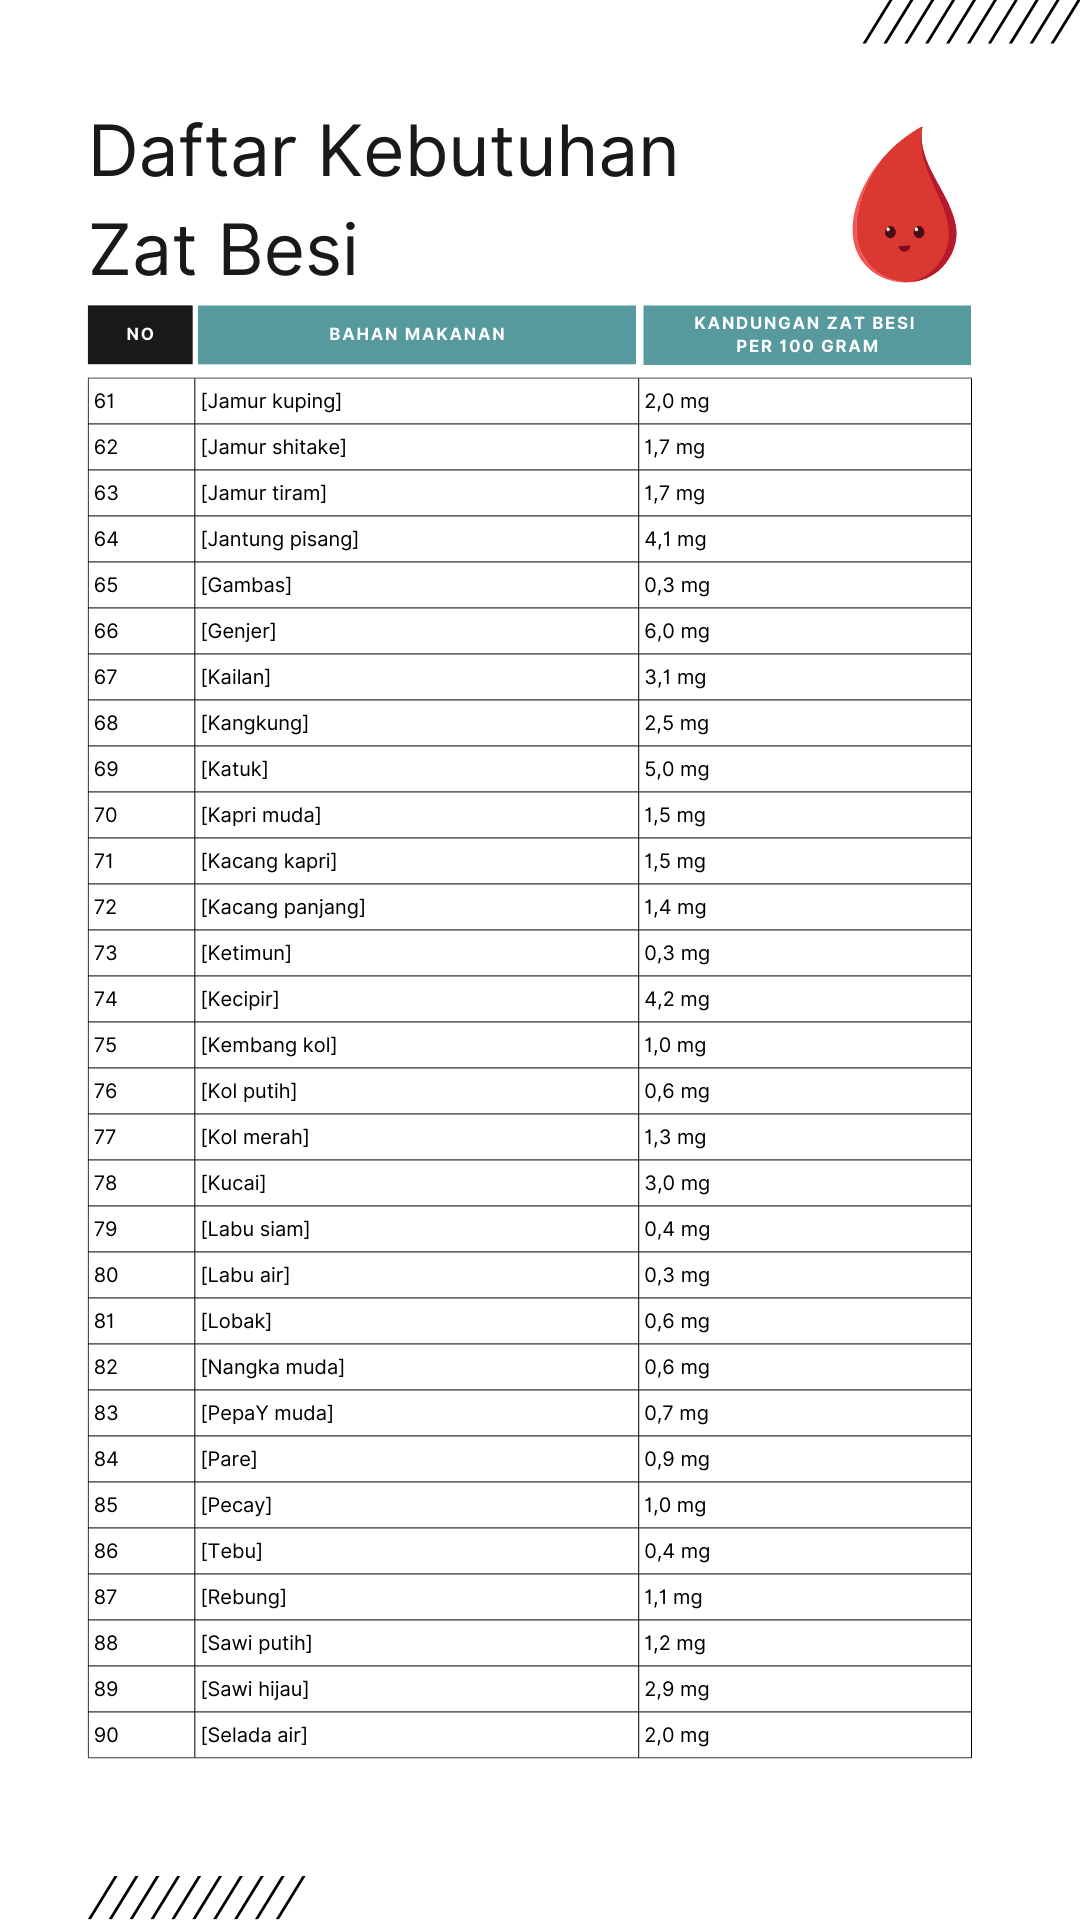 Daftar Kebutuhan
Zat Besi
NO BAHAN MAKANAN KANDUNGAN ZAT BESI
PER 100 GRAM
61 [Jamur kuping] 2,0 mg
62 [Jamur shitake] 1,7 mg
63 [Jamur tiram] 1,7 mg
64 [Jantung pisang] 4,1 mg
65 [Gambas] 0,3 mg
66 [Genjer] 6,0 mg
67 [Kailan] 3,1 mg
68 [Kangkung] 2,5 mg
69 [Katuk] 5,0 mg
70 [Kapri muda] 1,5 mg
71 [Kacang kapri] 1,5 mg
72 [Kacang panjang] 1,4 mg
73 [Ketimun] 0,3 mg
74 [Kecipir] 4,2 mg
75 [Kembang kol] 1,0 mg
76 [Kol putih] 0,6 mg
77 [Kol merah] 1,3 mg
78 [Kucai] 3,0 mg
79 [Labu siam] 0,4 mg
80 [Labu air] 0,3 mg
81 [Lobak] 0,6 mg
82 [Nangka muda] 0,6 mg
83 [PepaY muda] 0,7 mg
84 [Pare] 0,9 mg
85 [Pecay] 1,0 mg
86 [Tebu] 0,4 mg
87 [Rebung] 1,1 mg
88 [Sawi putih] 1,2 mg
89 [Sawi hijau] 2,9 mg
90 [Selada air] 2,0 mg